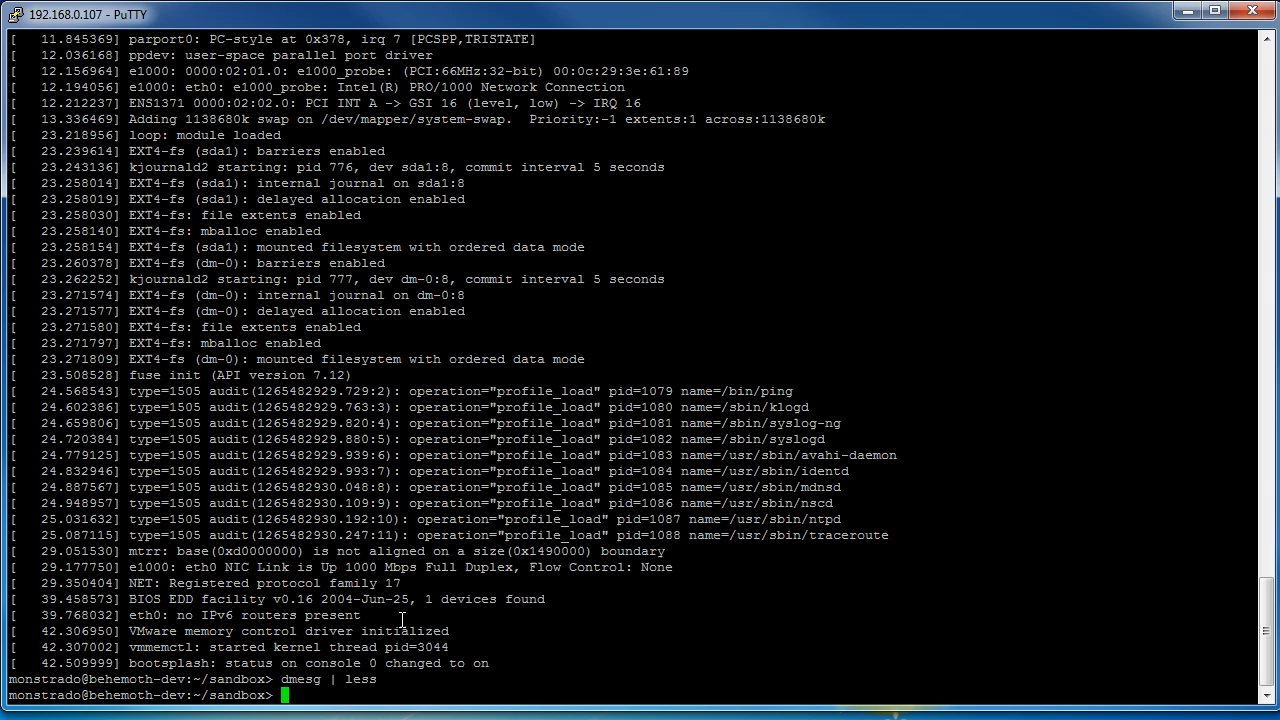 192.168.0.107 - PuTTY
[   11.845369] parport0: PC-style at 0x378, irq 7 [PCSPP,TRISTATE]
[   12.036168] ppdev: user-space parallel port driver
[   12.156964] e1000: 0000:02:01.0: e1000_probe: (PCI:66MHz:32-bit) 00:0c:29:3e:61:89
[   12.194056] e1000: eth0: e1000_probe: Intel(R) PRO/1000 Network Connection
[   12.212237] ENS1371 0000:02:02.0: PCI INT A -> GSI 16 (level, low) -> IRQ 16
[   13.336469] Adding 1138680k swap on /dev/mapper/system-swap.  Priority:-1 extents:1 across:1138680k
[   23.218956] loop: module loaded
[   23.239614] EXT4-fs (sda1): barriers enabled
[   23.243136] kjournald2 starting: pid 776, dev sda1:8, commit interval 5 seconds
[   23.258014] EXT4-fs (sda1): internal journal on sda1:8
[   23.258019] EXT4-fs (sda1): delayed allocation enabled
[   23.258030] EXT4-fs: file extents enabled
[   23.258140] EXT4-fs: mballoc enabled
[   23.258154] EXT4-fs (sda1): mounted filesystem with ordered data mode
[   23.260378] EXT4-fs (dm-0): barriers enabled
[   23.262252] kjournald2 starting: pid 777, dev dm-0:8, commit interval 5 seconds
[   23.271574] EXT4-fs (dm-0): internal journal on dm-0:8
[   23.271577] EXT4-fs (dm-0): delayed allocation enabled
[   23.271580] EXT4-fs: file extents enabled
[   23.271797] EXT4-fs: mballoc enabled
[   23.271809] EXT4-fs (dm-0): mounted filesystem with ordered data mode
[   23.508528] fuse init (API version 7.12)
[   24.568543] type=1505 audit(1265482929.729:2): operation="profile_load" pid=1079 name=/bin/ping
[   24.602386] type=1505 audit(1265482929.763:3): operation="profile_load" pid=1080 name=/sbin/klogd
[   24.659806] type=1505 audit(1265482929.820:4): operation="profile_load" pid=1081 name=/sbin/syslog-ng
[   24.720384] type=1505 audit(1265482929.880:5): operation="profile_load" pid=1082 name=/sbin/syslogd
[   24.779125] type=1505 audit(1265482929.939:6): operation="profile_load" pid=1083 name=/usr/sbin/avahi-daemon
[   24.832946] type=1505 audit(1265482929.993:7): operation="profile_load" pid=1084 name=/usr/sbin/identd
[   24.887567] type=1505 audit(1265482930.048:8): operation="profile_load" pid=1085 name=/usr/sbin/mdnsd
[   24.948957] type=1505 audit(1265482930.109:9): operation="profile_load" pid=1086 name=/usr/sbin/nscd
[   25.031632] type=1505 audit(1265482930.192:10): operation="profile_load" pid=1087 name=/usr/sbin/ntpd
[   25.087115] type=1505 audit(1265482930.247:11): operation="profile_load" pid=1088 name=/usr/sbin/traceroute
[   29.051530] mtrr: base(0xd0000000) is not aligned on a size(0x1490000) boundary
[   29.177750] e1000: eth0 NIC Link is Up 1000 Mbps Full Duplex, Flow Control: None
[   29.350404] NET: Registered protocol family 17
[   39.458573] BIOS EDD facility v0.16 2004-Jun-25, 1 devices found
[   39.768032] eth0: no IPv6 routers present
[   42.306950] VMware memory control driver initialized
[   42.307002] vmmemctl: started kernel thread pid=3044
[   42.509999] bootsplash: status on console 0 changed to on
monstrado@behemoth-dev:~/sandbox> dmesg | less
monstrado@behemoth-dev:~/sandbox>